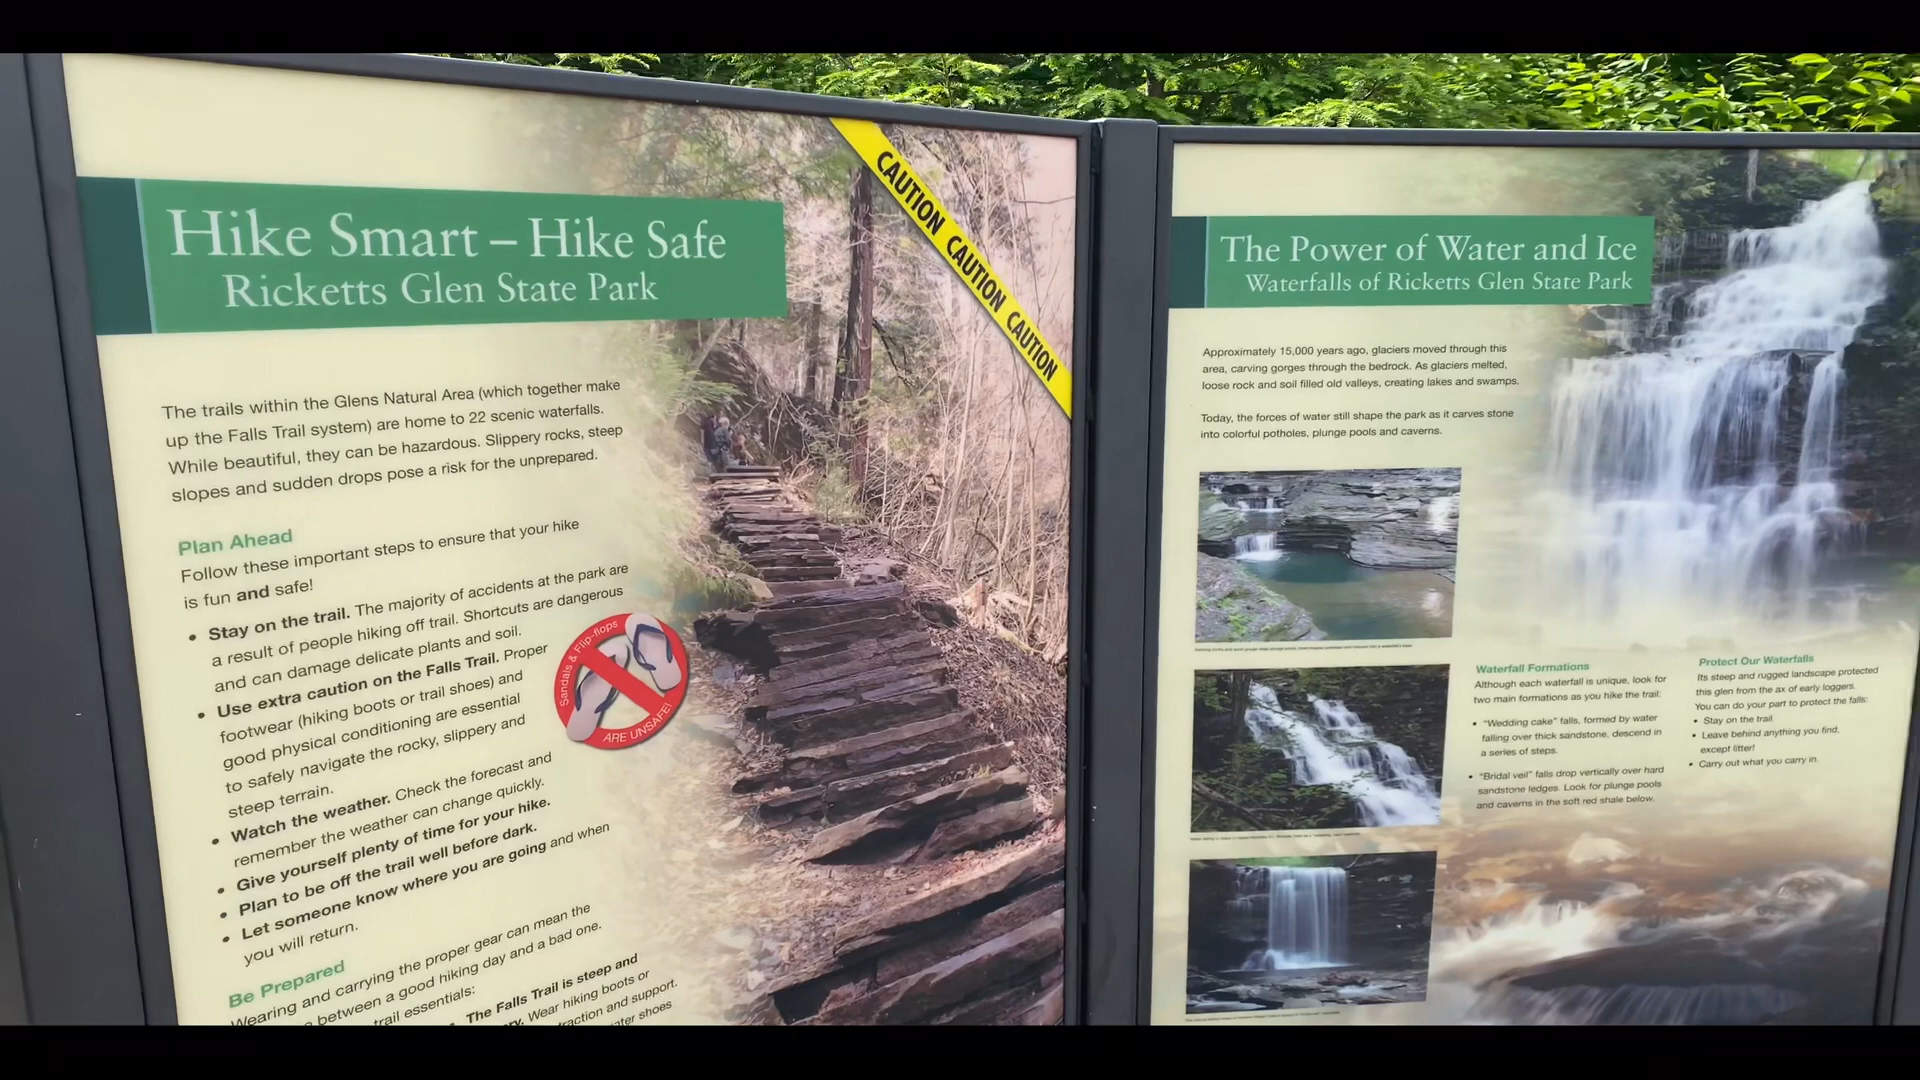 Hike Smart – Hike Safe
Ricketts Glen State Park
CAUTION CAUTION CAUTION
The trails within the Glens Natural Area (which together make
up the Falls Trail system) are home to 22 scenic waterfalls.
While beautiful, they can be hazardous. Slippery rocks, steep
slopes and sudden drops pose a risk for the unprepared.
Plan Ahead
Follow these important steps to ensure that your hike
is fun and safe!
• Stay on the trail. The majority of accidents at the park are
a result of people hiking off trail. Shortcuts are dangerous
and can damage delicate plants and soil.
• Use extra caution on the Falls Trail. Proper
footwear (hiking boots or trail shoes) and
good physical conditioning are essential
to safely navigate the rocky, slippery and
steep terrain.
Sandals & Flip-flops
ARE UNSAFE!
• Watch the weather. Check the forecast and
remember the weather can change quickly.
• Give yourself plenty of time for your hike.
• Plan to be off the trail well before dark.
• Let someone know where you are going and when
you will return.
Be Prepared
Wearing and carrying the proper gear can mean the
between a good hiking day and a bad one.
trail essentials:
The Falls Trail is steep and
Wear hiking boots or
and support.
shoes
The Power of Water and Ice
Waterfalls of Ricketts Glen State Park
Approximately 15,000 years ago, glaciers moved through this
area, carving gorges through the bedrock. As glaciers melted,
loose rock and soil filled old valleys, creating lakes and swamps.
Today, the forces of water still shape the park as it carves stone
into colorful potholes, plunge pools and caverns.
Waterfall Formations
Although each waterfall is unique, look for
two main formations as you hike the trail:
• "Wedding cake" falls, formed by water
falling over thick sandstone, descend in
a series of steps.
• "Bridal veil" falls drop vertically over hard
sandstone ledges. Look for plunge pools
and caverns in the soft red shale below.
Protect Our Waterfalls
Its steep and rugged landscape protected
this glen from the ax of early loggers.
You can do your part to protect the falls:
• Stay on the trail
• Leave behind anything you find,
except litter!
• Carry out what you carry in.